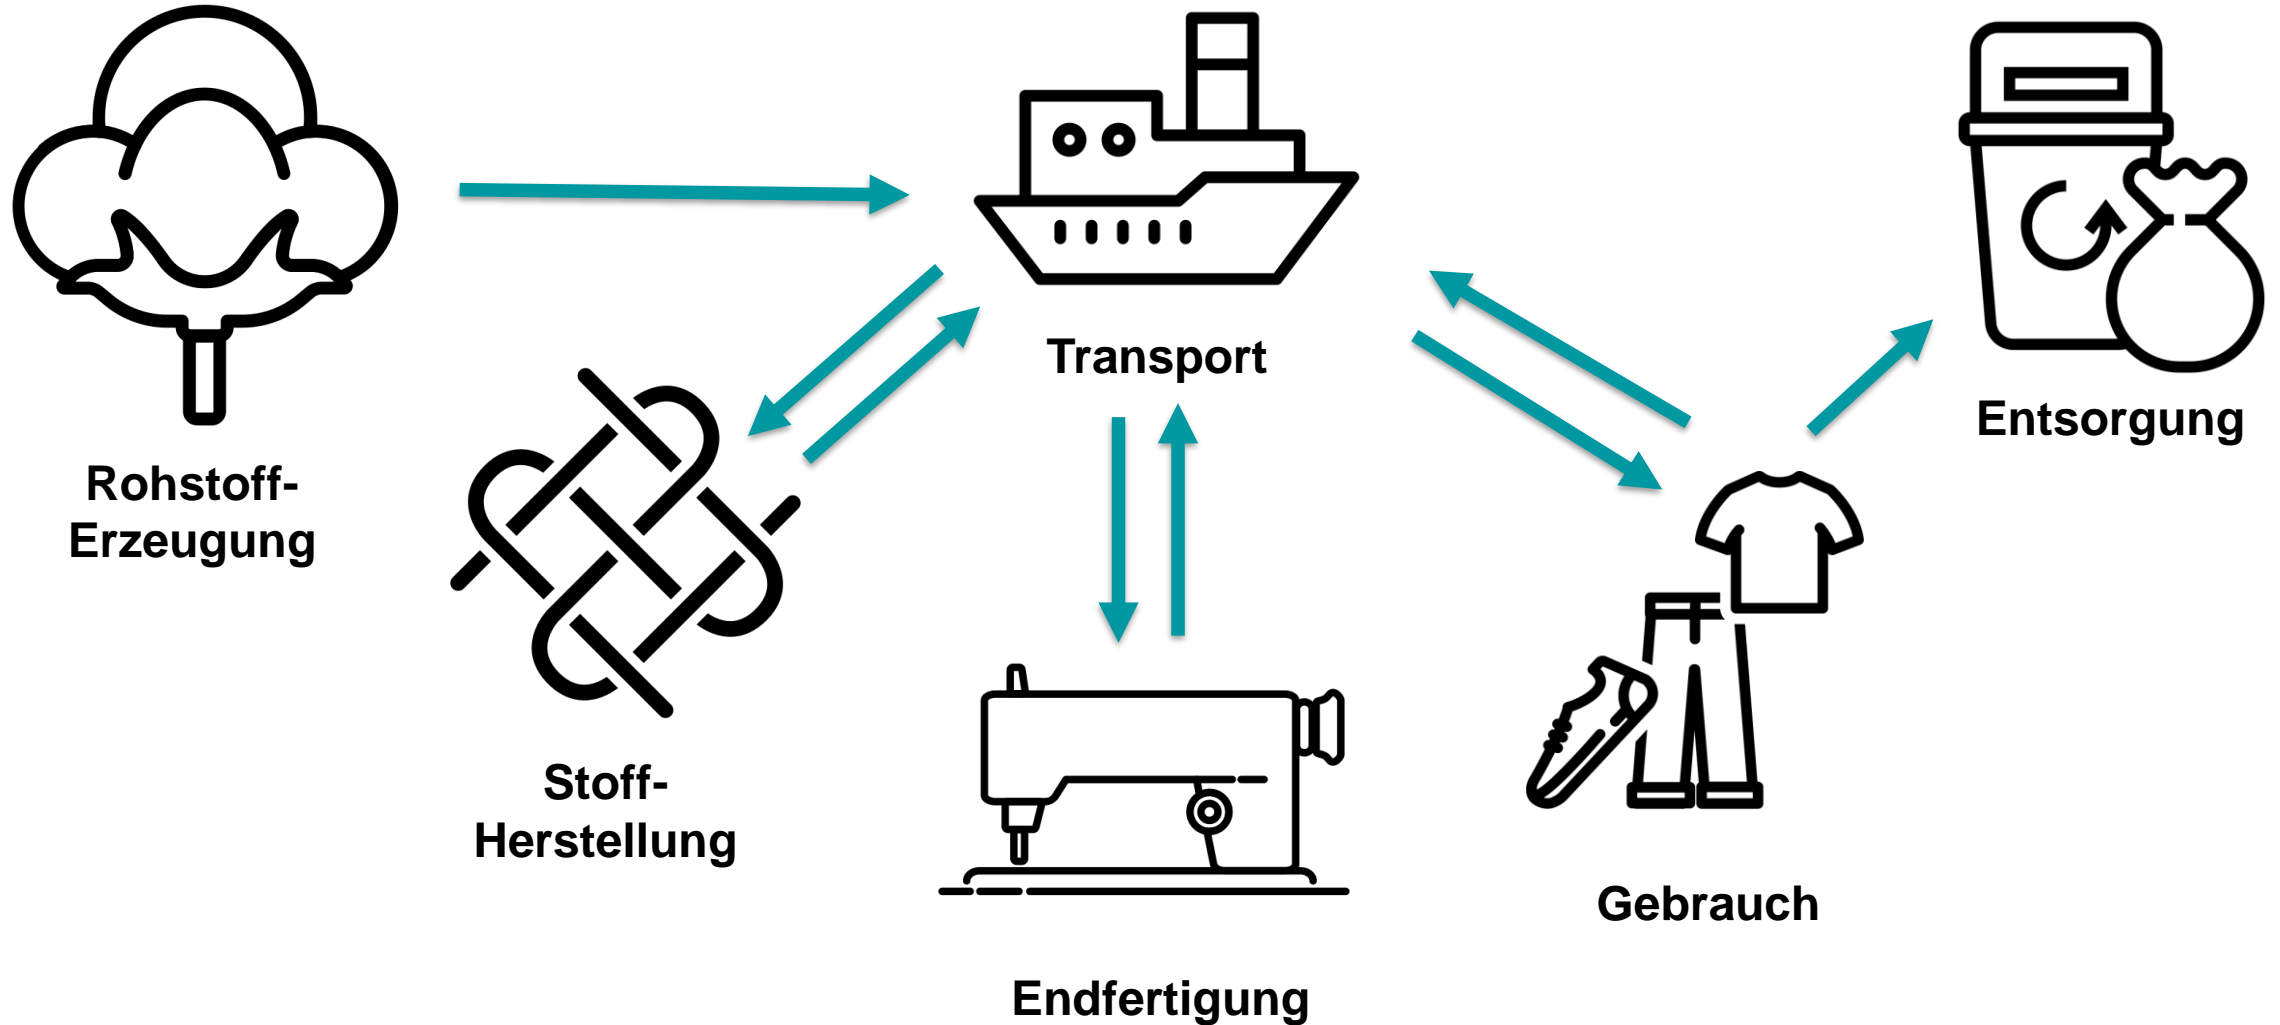 Transport
Entsorgung
Rohstoff-
Erzeugung
Stoff-
Herstellung
Gebrauch
Endfertigung